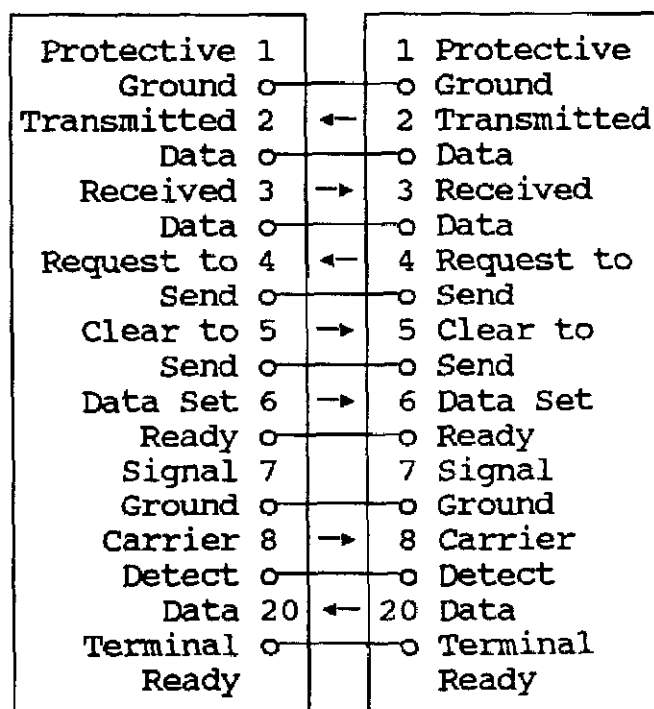 Protective 1 1 Protective
Ground Ground
Transmitted 2 ← 2 Transmitted
Data Data
Received 3 → 3 Received
Data Data
Request to 4 ← 4 Request to
Send Send
Clear to 5 → 5 Clear to
Send Send
Data Set 6 → 6 Data Set
Ready Ready
Signal 7 7 Signal
Ground Ground
Carrier 8 → 8 Carrier
Detect Detect
Data 20 ← 20 Data
Terminal Terminal
Ready Ready